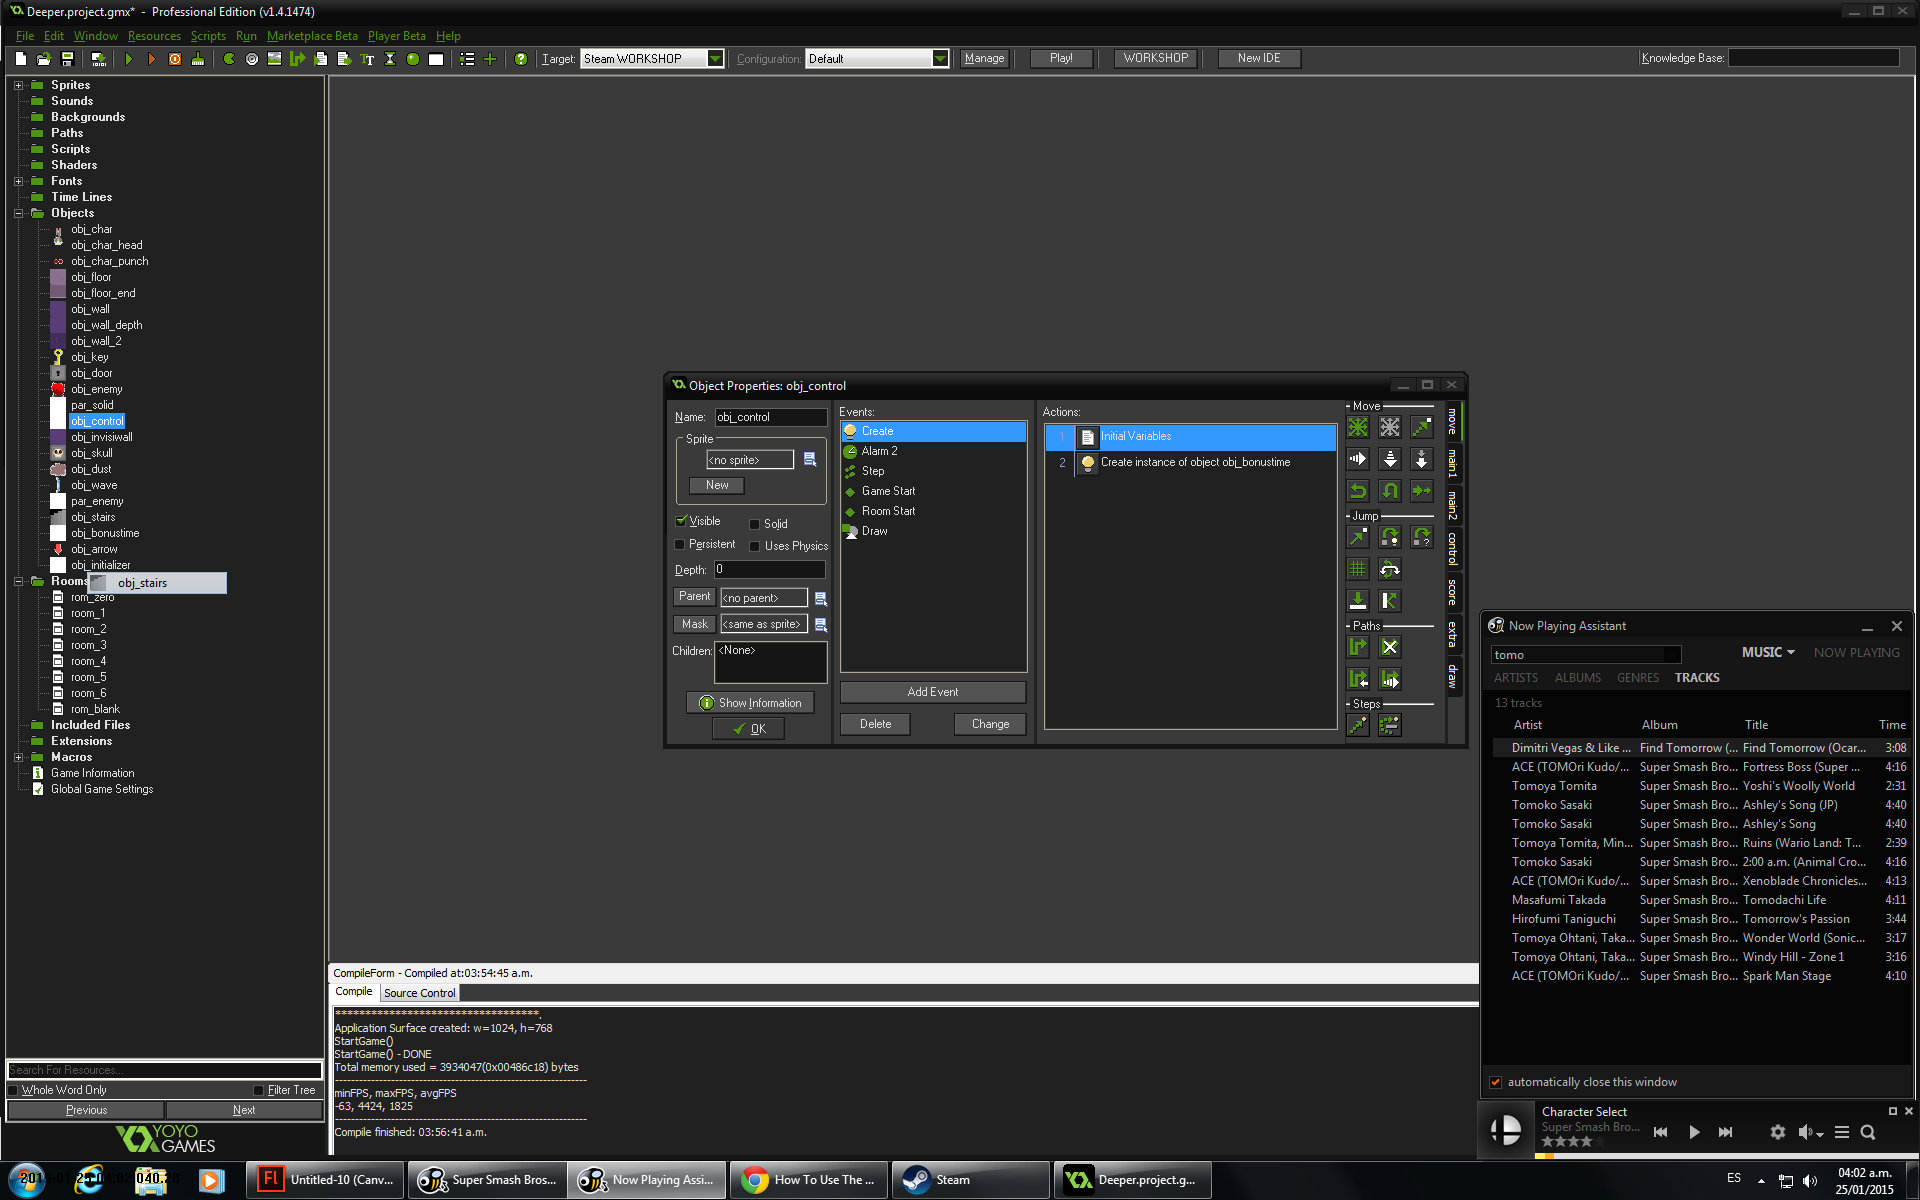 Deeper.project.gmx* - Professional Edition (v1.4.1474)
File Edit Window Resources Scripts Run Marketplace Beta Player Beta Help
Target: Steam WORKSHOP Configuration: Default Manage Play! WORKSHOP New IDE Knowledge Base:
Sprites
Sounds
Backgrounds
Paths
Scripts
Shaders
Fonts
Time Lines
Objects
obj_char
obj_char_head
obj_char_punch
obj_floor
obj_floor_end
obj_wall
obj_wall_depth
obj_wall_2
obj_key
obj_door
obj_enemy
par_solid
obj_control
obj_invisiwall
obj_skull
obj_dust
obj_wave
par_enemy
obj_stairs
obj_bonustime
obj_arrow
obj_initializer
Rooms
obj_stairs
rom_zero
room_1
room_2
room_3
room_4
room_5
room_6
rom_blank
Included Files
Extensions
Macros
Game Information
Global Game Settings
Search For Resources...
Whole Word Only Filter Tree
Previous Next
YOYO
GAMES
Object Properties: obj_control
Name: obj_control
Sprite
<no sprite>
New
Visible Solid
Persistent Uses Physics
Depth: 0
Parent <no parent>
Mask <same as sprite>
Children: <None>
Show Information
OK
Events:
Create
Alarm 2
Step
Game Start
Room Start
Draw
Add Event
Delete Change
Actions:
1 Initial Variables
2 Create instance of object obj_bonustime
Move
Jump
Paths
Steps
move
main1
main2
control
score
extra
draw
CompileForm - Compiled at:03:54:45 a.m.
Compile Source Control
***********************************.
Application Surface created: w=1024, h=768
StartGame()
StartGame() - DONE
Total memory used = 3934047(0x00486c18) bytes
minFPS, maxFPS, avgFPS
-63, 4424, 1825
Compile finished: 03:56:41 a.m.
Now Playing Assistant
tomo MUSIC NOW PLAYING
ARTISTS ALBUMS GENRES TRACKS
13 tracks
Artist Album Title Time
Dimitri Vegas & Like ... Find Tomorrow (... Find Tomorrow (Ocar... 3:08
ACE (TOMOri Kudo/... Super Smash Bro... Fortress Boss (Super ... 4:16
Tomoya Tomita Super Smash Bro... Yoshi's Woolly World 2:31
Tomoko Sasaki Super Smash Bro... Ashley's Song (JP) 4:40
Tomoko Sasaki Super Smash Bro... Ashley's Song 4:40
Tomoya Tomita, Min... Super Smash Bro... Ruins (Wario Land: T... 2:39
Tomoko Sasaki Super Smash Bro... 2:00 a.m. (Animal Cro... 4:16
ACE (TOMOri Kudo/... Super Smash Bro... Xenoblade Chronicles... 4:13
Masafumi Takada Super Smash Bro... Tomodachi Life 4:11
Hirofumi Taniguchi Super Smash Bro... Tomorrow's Passion 3:44
Tomoya Ohtani, Taka... Super Smash Bro... Wonder World (Sonic... 3:17
Tomoya Ohtani, Taka... Super Smash Bro... Windy Hill - Zone 1 3:16
ACE (TOMOri Kudo/... Super Smash Bro... Spark Man Stage 4:10
automatically close this window
Character Select
Super Smash Bro...
Untitled-10 (Canv... Super Smash Bros... Now Playing Assi... How To Use The ... Steam Deeper.project.g...
ES 04:02 a.m.
25/01/2015